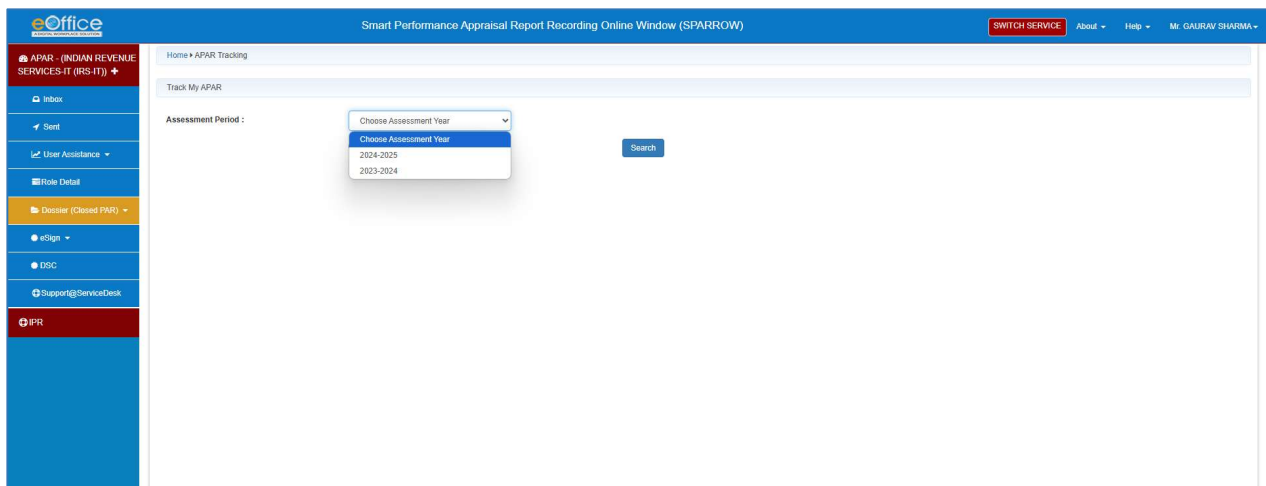 eOffice
A DIGITAL WORKPLACE SOLUTION
Smart Performance Appraisal Report Recording Online Window (SPARROW)
SWITCH SERVICE
About
Help
Mr. GAURAV SHARMA
APAR - (INDIAN REVENUE
SERVICES-IT (IRS-IT))
Inbox
Sent
User Assistance
Role Detail
Dossier (Closed PAR)
eSign
DSC
Support@ServiceDesk
IPR
Home APAR Tracking
Track My APAR
Assessment Period :
Choose Assessment Year
Choose Assessment Year
2024-2025
2023-2024
Search